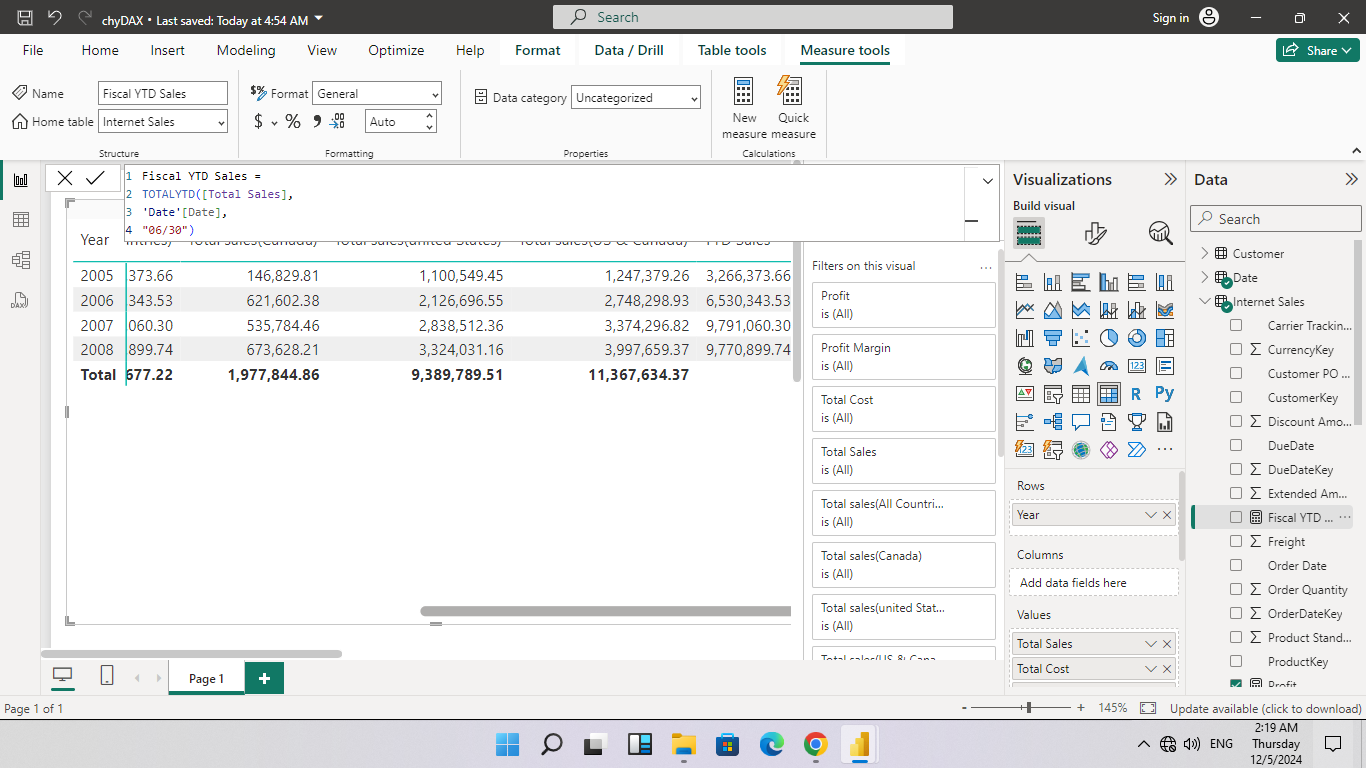 chyDAX • Last saved: Today at 4:54 AM
Search
Sign in
File
Home
Insert
Modeling
View
Optimize
Help
Format
Data / Drill
Table tools
Measure tools
Share
Name
Fiscal YTD Sales
Home table
Internet Sales
Structure
Format
General
$
%
Auto
Formatting
Data category
Uncategorized
Properties
New measure
Quick measure
Calculations
1 Fiscal YTD Sales =
2 TOTALYTD([Total Sales],
3 'Date'[Date],
4 "06/30")
Year ntries) Total sales(Canada) Total sales(united States) Total sales(US & Canada) YTD Sales
2005 373.66 146,829.81 1,100,549.45 1,247,379.26 3,266,373.66
2006 343.53 621,602.38 2,126,696.55 2,748,298.93 6,530,343.53
2007 060.30 535,784.46 2,838,512.36 3,374,296.82 9,791,060.30
2008 899.74 673,628.21 3,324,031.16 3,997,659.37 9,770,899.74
Total 677.22 1,977,844.86 9,389,789.51 11,367,634.37
Filters on this visual
...
Profit
is (All)
Profit Margin
is (All)
Total Cost
is (All)
Total Sales
is (All)
Total sales(All Countri...
is (All)
Total sales(Canada)
is (All)
Total sales(united Stat...
is (All)
Total sales(US & Cana...
Visualizations
Build visual
123
R
Py
123
...
Rows
Year
Columns
Add data fields here
Values
Total Sales
Total Cost
Data
Search
Customer
Date
Internet Sales
Carrier Trackin...
CurrencyKey
Customer PO ...
CustomerKey
Discount Amo...
DueDate
DueDateKey
Extended Am...
Fiscal YTD ... ...
Freight
Order Date
Order Quantity
OrderDateKey
Product Stand...
ProductKey
Profit
DAX
Page 1
+
Page 1 of 1
- + 145%
Update available (click to download)
ENG
2:19 AM
Thursday
12/5/2024